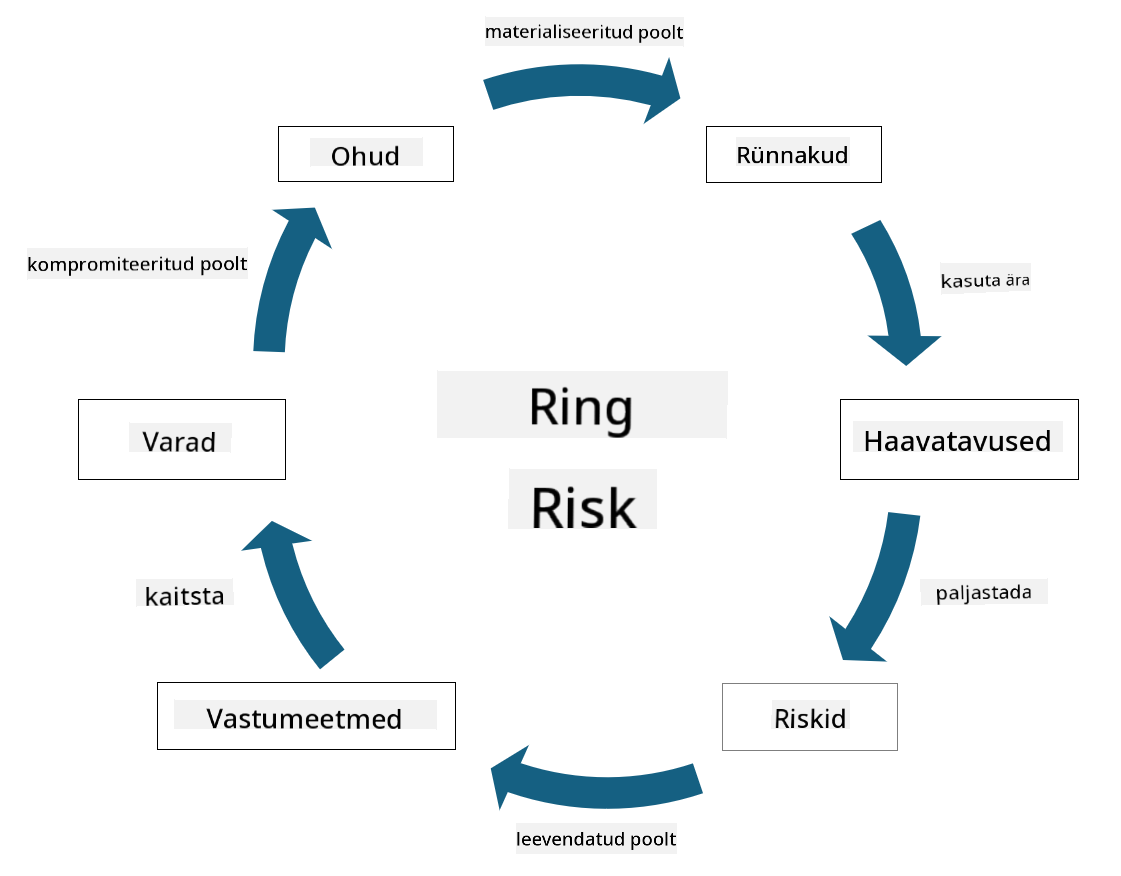 materialiseeritud poolt
Ohud
Rünnakud
kompromiteeritud poolt
kasuta ära
Ring
Risk
Varad
Haavatavused
kaitsta
paljastada
Vastumeetmed
Riskid
leevendatud poolt